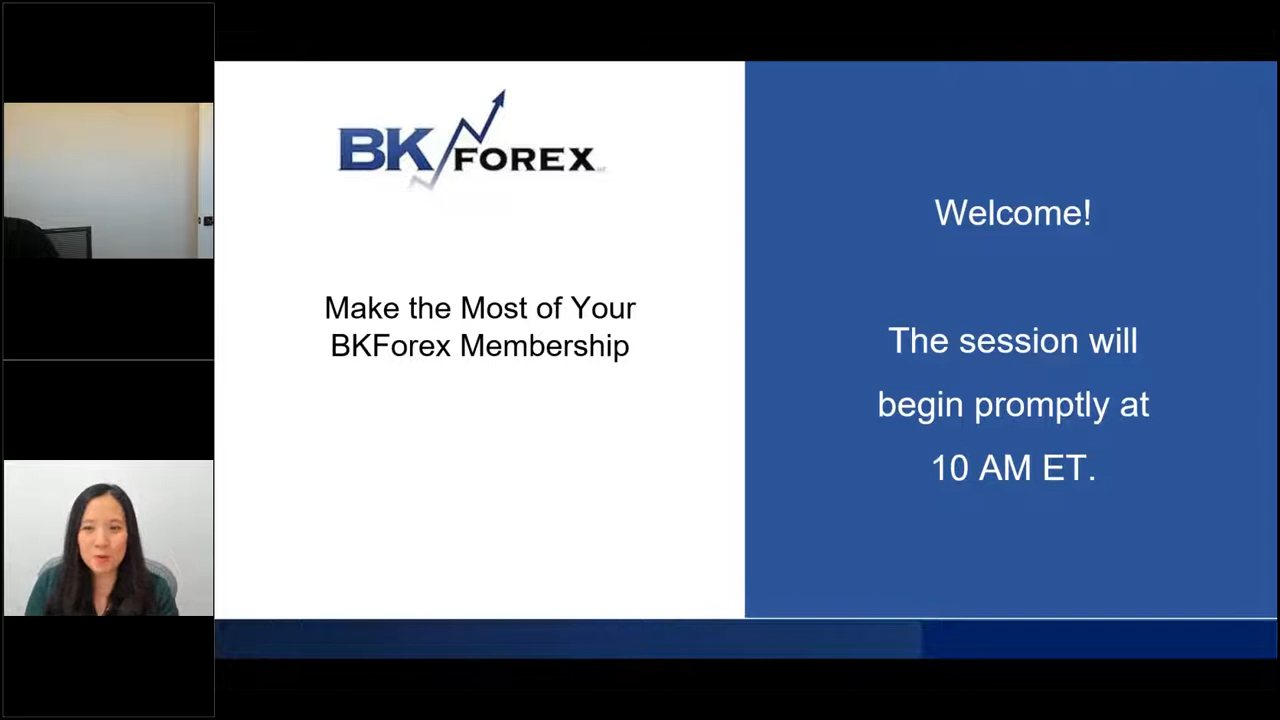 BK FOREX
Make the Most of Your
BKForex Membership
Welcome!
The session will
begin promptly at
10 AM ET.